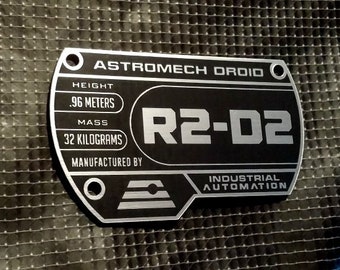 ASTROMECH DROID
HEIGHT
.96 METERS
MASS
32 KILOGRAMS
MANUFACTURED BY
R2-D2
INDUSTRIAL
AUTOMATION